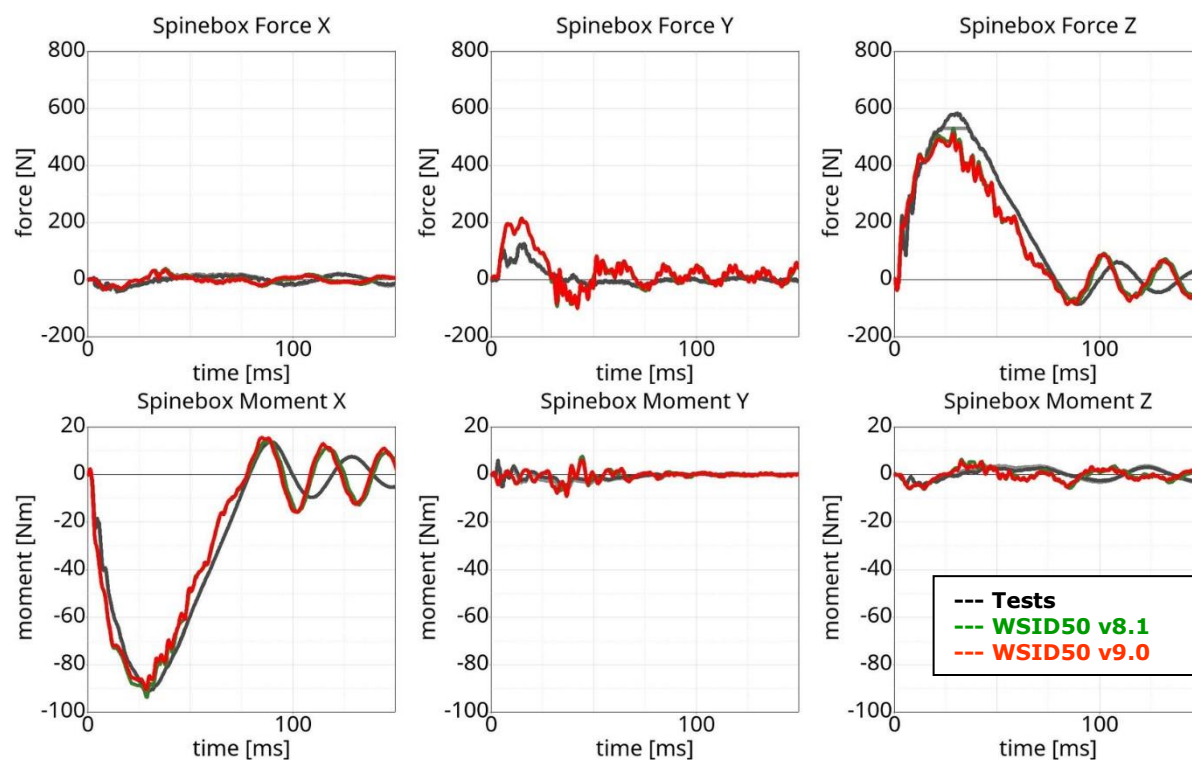 Spinebox Force X
800
600
400
200
0
-200
force [N]
0
100
time [ms]
Spinebox Force Y
800
600
400
200
0
-200
force [N]
0
100
time [ms]
Spinebox Force Z
800
600
400
200
0
-200
force [N]
0
100
time [ms]
Spinebox Moment X
20
0
-20
-40
-60
-80
-100
moment [Nm]
0
100
time [ms]
Spinebox Moment Y
20
0
-20
-40
-60
-80
-100
moment [Nm]
0
100
time [ms]
Spinebox Moment Z
20
0
-20
-40
-60
-80
-100
moment [Nm]
0
100
time [ms]
--- Tests
--- WSID50 v8.1
--- WSID50 v9.0